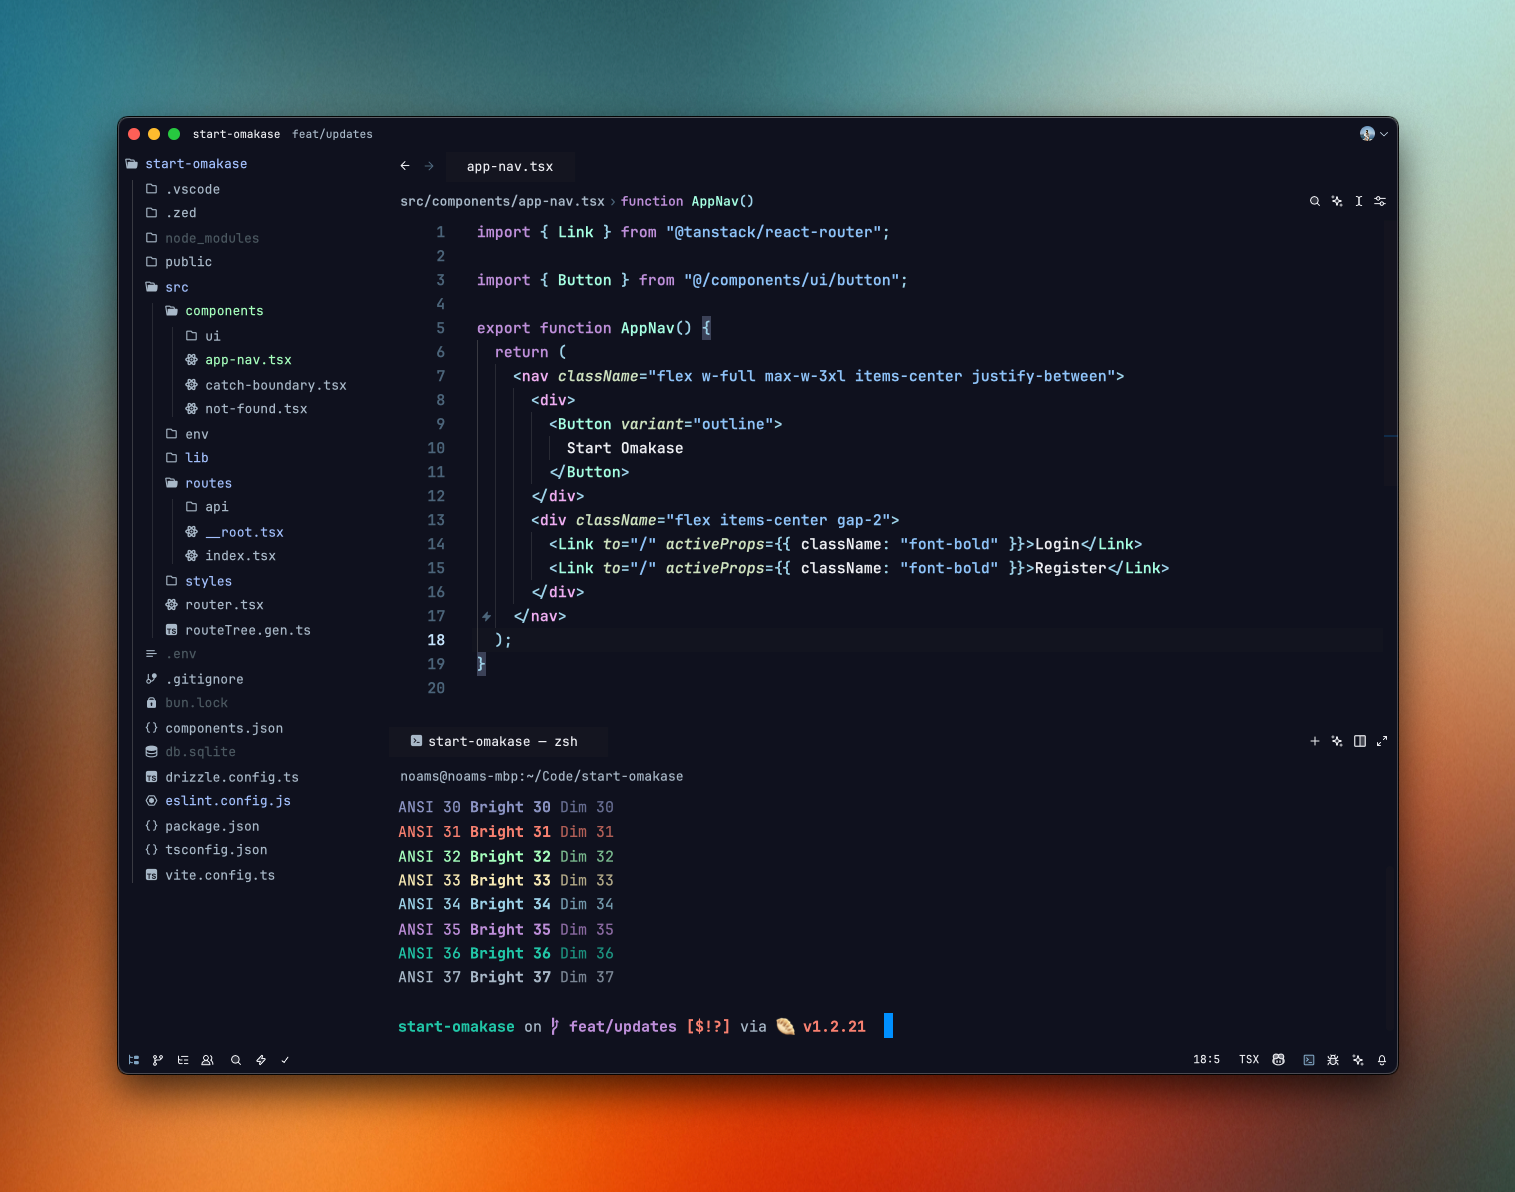 start-omakase feat/updates
start-omakase
.vscode
.zed
node_modules
public
src
components
ui
app-nav.tsx
catch-boundary.tsx
not-found.tsx
env
lib
routes
api
__root.tsx
index.tsx
styles
router.tsx
TS routeTree.gen.ts
.env
.gitignore
bun.lock
{} components.json
db.sqlite
TS drizzle.config.ts
eslint.config.js
{} package.json
{} tsconfig.json
TS vite.config.ts
← → app-nav.tsx
src/components/app-nav.tsx › function AppNav()
1 import { Link } from "@tanstack/react-router";
2
3 import { Button } from "@/components/ui/button";
4
5 export function AppNav() {
6 return (
7 <nav className="flex w-full max-w-3xl items-center justify-between">
8 <div>
9 <Button variant="outline">
10 Start Omakase
11 </Button>
12 </div>
13 <div className="flex items-center gap-2">
14 <Link to="/" activeProps={{ className: "font-bold" }}>Login</Link>
15 <Link to="/" activeProps={{ className: "font-bold" }}>Register</Link>
16 </div>
17 </nav>
18 );
19 }
20
start-omakase — zsh
noams@noams-mbp:~/Code/start-omakase
ANSI 30 Bright 30 Dim 30
ANSI 31 Bright 31 Dim 31
ANSI 32 Bright 32 Dim 32
ANSI 33 Bright 33 Dim 33
ANSI 34 Bright 34 Dim 34
ANSI 35 Bright 35 Dim 35
ANSI 36 Bright 36 Dim 36
ANSI 37 Bright 37 Dim 37
start-omakase on feat/updates [$!?] via v1.2.21
18:5 TSX